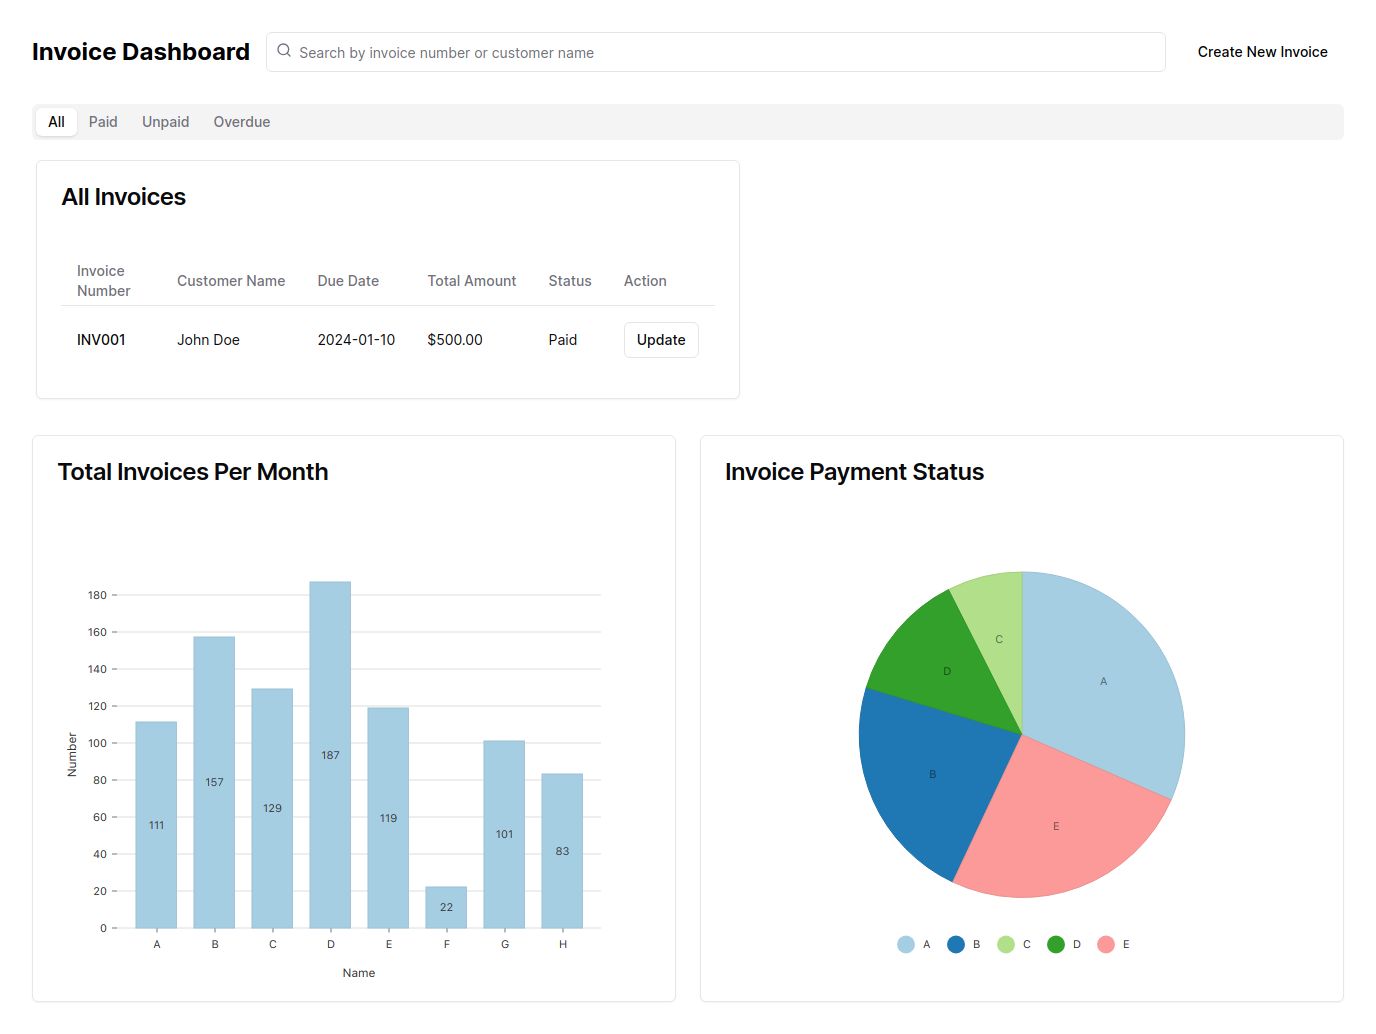 Invoice Dashboard
Search by invoice number or customer name
Create New Invoice
All Paid Unpaid Overdue
All Invoices
Invoice Number Customer Name Due Date Total Amount Status Action
INV001 John Doe 2024-01-10 $500.00 Paid Update
Total Invoices Per Month
180
160
140
120
100
80
60
40
20
0
Number
111 157 129 187 119 22 101 83
A B C D E F G H
Name
Invoice Payment Status
C
D
A
B
E
A B C D E